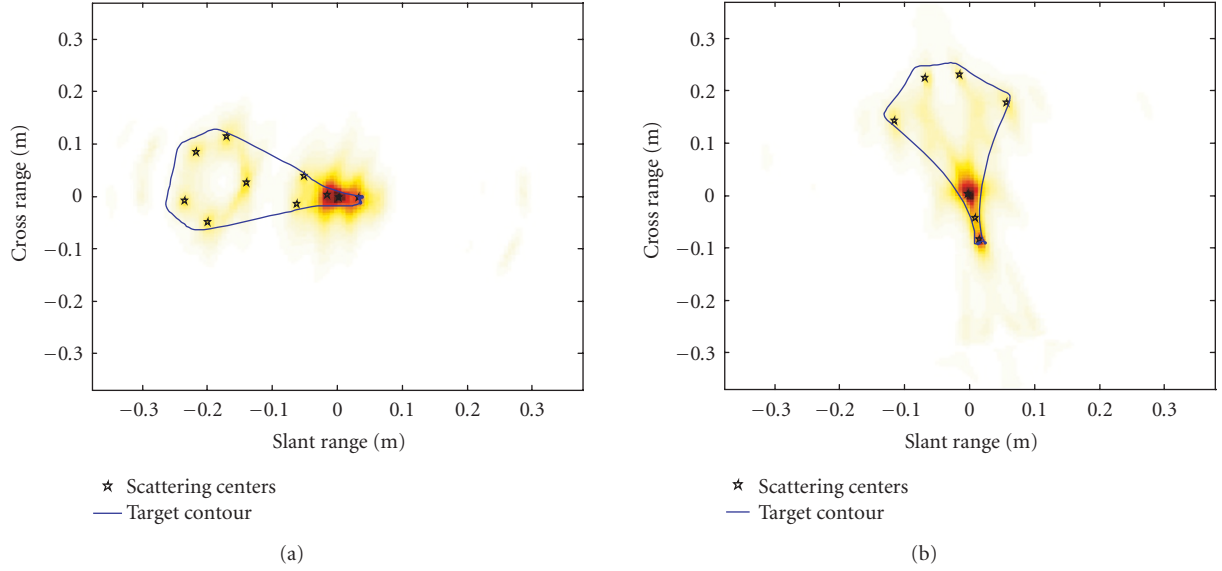 0.3
0.2
0.1
0
−0.1
−0.2
−0.3
Cross range (m)
−0.3 −0.2 −0.1 0 0.1 0.2 0.3
Slant range (m)
Scattering centers
Target contour
(a)
0.3
0.2
0.1
0
−0.1
−0.2
−0.3
Cross range (m)
−0.3 −0.2 −0.1 0 0.1 0.2 0.3
Slant range (m)
Scattering centers
Target contour
(b)